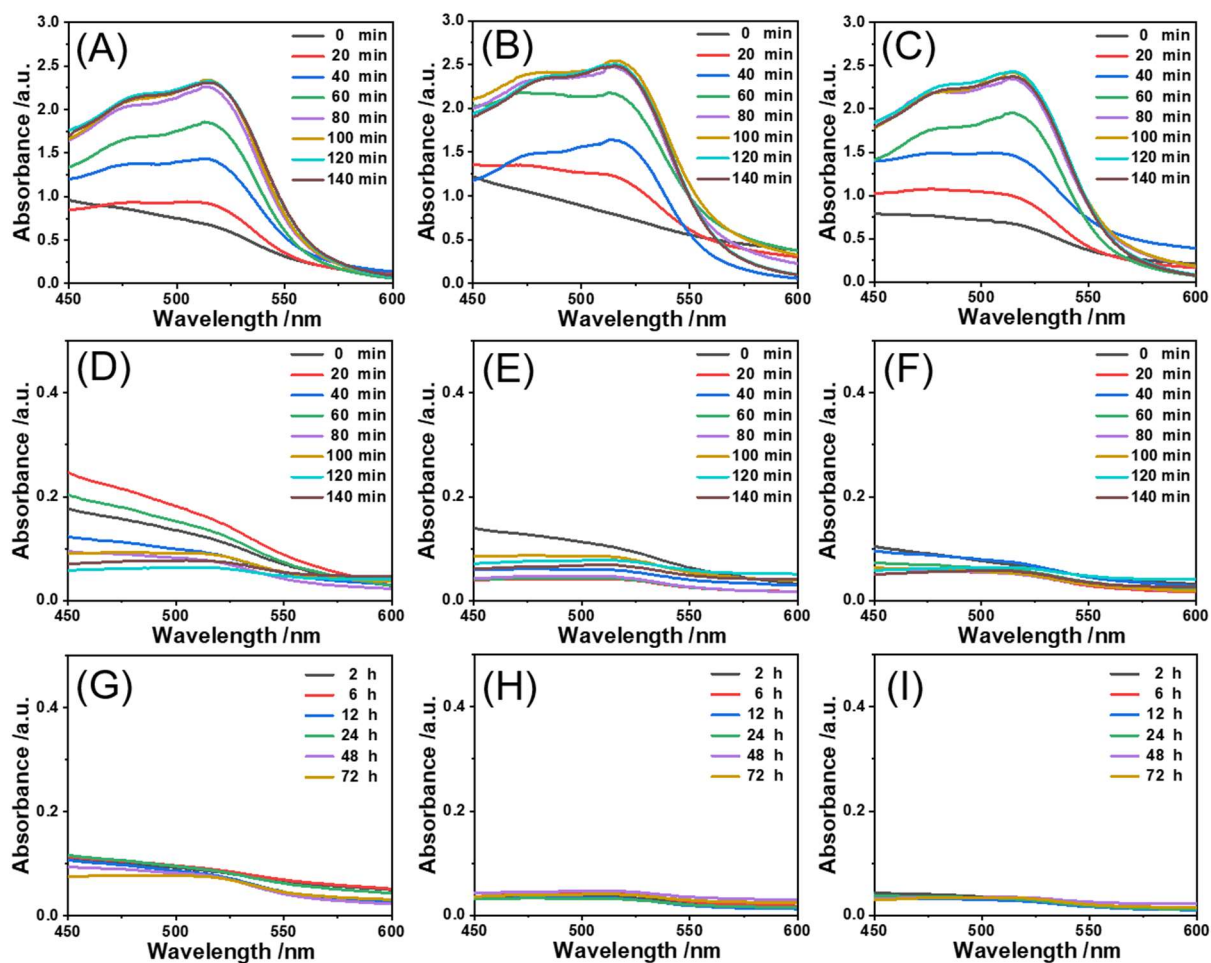 (A)
3.0
2.5
2.0
1.5
1.0
0.5
0.0
Absorbance /a.u.
0 min
20 min
40 min
60 min
80 min
100 min
120 min
140 min
450 500 550 600
Wavelength /nm
(B)
3.0
2.5
2.0
1.5
1.0
0.5
0.0
Absorbance /a.u.
0 min
20 min
40 min
60 min
80 min
100 min
120 min
140 min
450 500 550 600
Wavelength /nm
(C)
3.0
2.5
2.0
1.5
1.0
0.5
0.0
Absorbance /a.u.
0 min
20 min
40 min
60 min
80 min
100 min
120 min
140 min
450 500 550 600
Wavelength /nm
(D)
0.4
0.2
0.0
Absorbance /a.u.
0 min
20 min
40 min
60 min
80 min
100 min
120 min
140 min
450 500 550 600
Wavelength /nm
(E)
0.4
0.2
0.0
Absorbance /a.u.
0 min
20 min
40 min
60 min
80 min
100 min
120 min
140 min
450 500 550 600
Wavelength /nm
(F)
0.4
0.2
0.0
Absorbance /a.u.
0 min
20 min
40 min
60 min
80 min
100 min
120 min
140 min
450 500 550 600
Wavelength /nm
(G)
0.4
0.2
0.0
Absorbance /a.u.
2 h
6 h
12 h
24 h
48 h
72 h
450 500 550 600
Wavelength /nm
(H)
0.4
0.2
0.0
Absorbance /a.u.
2 h
6 h
12 h
24 h
48 h
72 h
450 500 550 600
Wavelength /nm
(I)
0.4
0.2
0.0
Absorbance /a.u.
2 h
6 h
12 h
24 h
48 h
72 h
450 500 550 600
Wavelength /nm